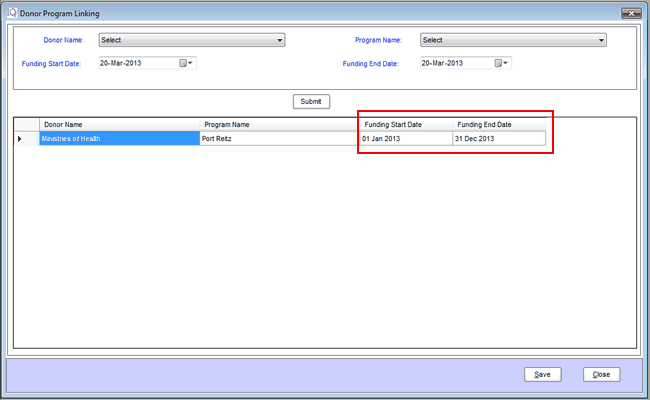 Donor Program Linking
Donor Name: Select Program Name: Select
Funding Start Date: 20-Mar-2013 Funding End Date: 20-Mar-2013
Submit
Donor Name Program Name Funding Start Date Funding End Date
Ministries of Health Port Reitz 01 Jan 2013 31 Dec 2013
Save Close